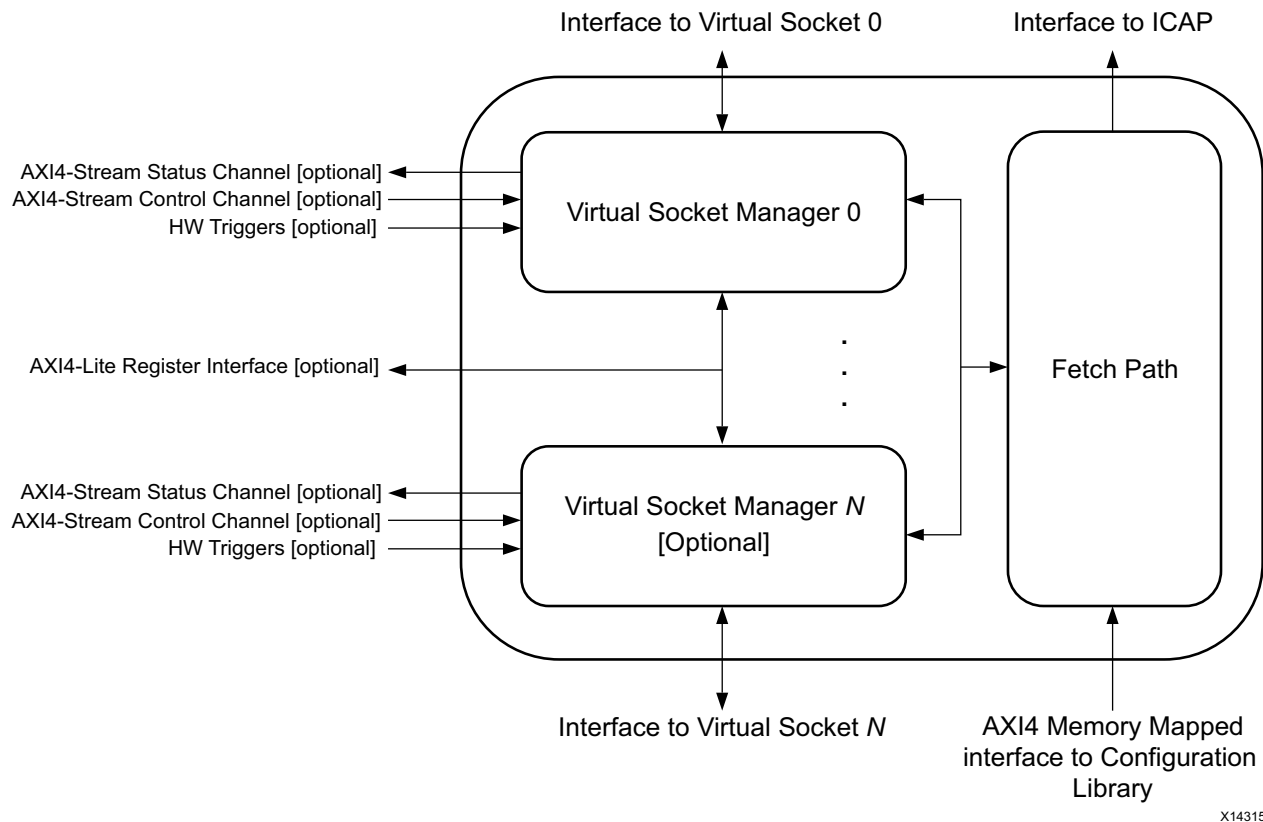 Interface to Virtual Socket 0
Interface to ICAP
AXI4-Stream Status Channel [optional]
AXI4-Stream Control Channel [optional]
HW Triggers [optional]
Virtual Socket Manager 0
AXI4-Lite Register Interface [optional]
Fetch Path
AXI4-Stream Status Channel [optional]
AXI4-Stream Control Channel [optional]
HW Triggers [optional]
Virtual Socket Manager N
[Optional]
Interface to Virtual Socket N
AXI4 Memory Mapped
interface to Configuration
Library
X14315